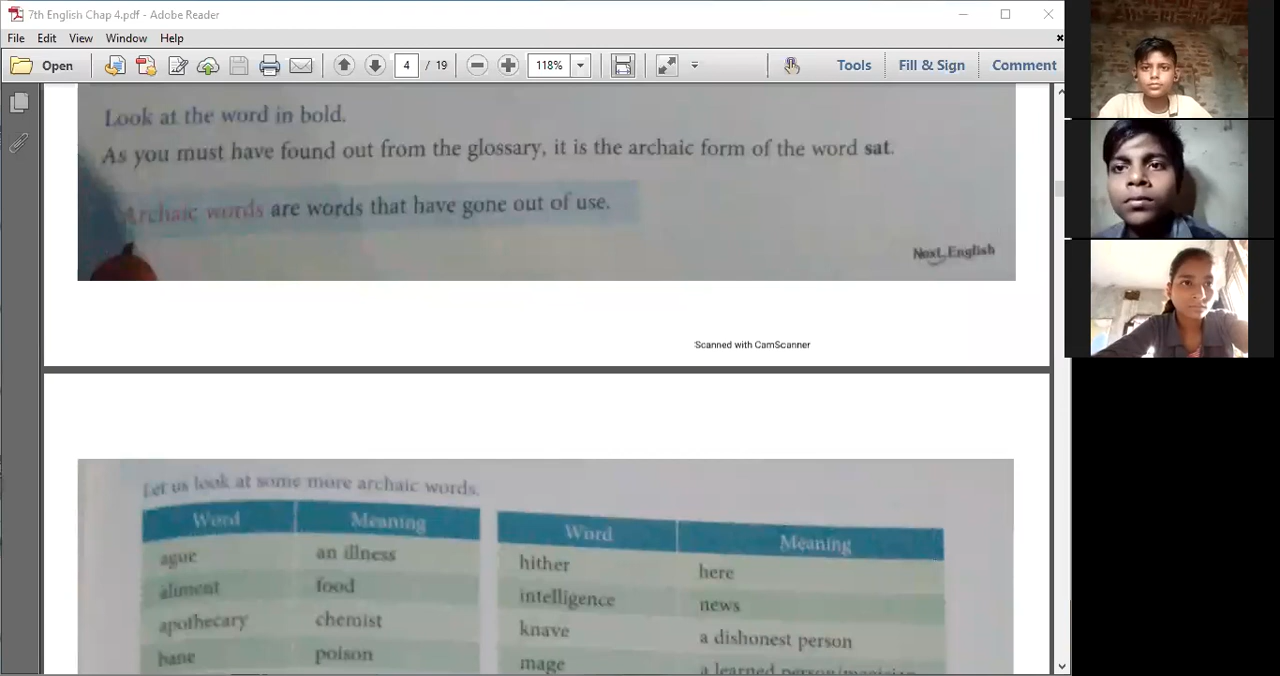 7th English Chap 4.pdf - Adobe Reader
File Edit View Window Help
Open 4 / 19 118% Tools Fill & Sign Comment
Look at the word in bold.
As you must have found out from the glossary, it is the archaic form of the word sat.
Archaic words are words that have gone out of use.
Next English
Scanned with CamScanner
Let us look at some more archaic words.
Word Meaning
ague an illness
aliment food
apothecary chemist
bane poison
Word Meaning
hither here
intelligence news
knave a dishonest person
mage a learned person/magician